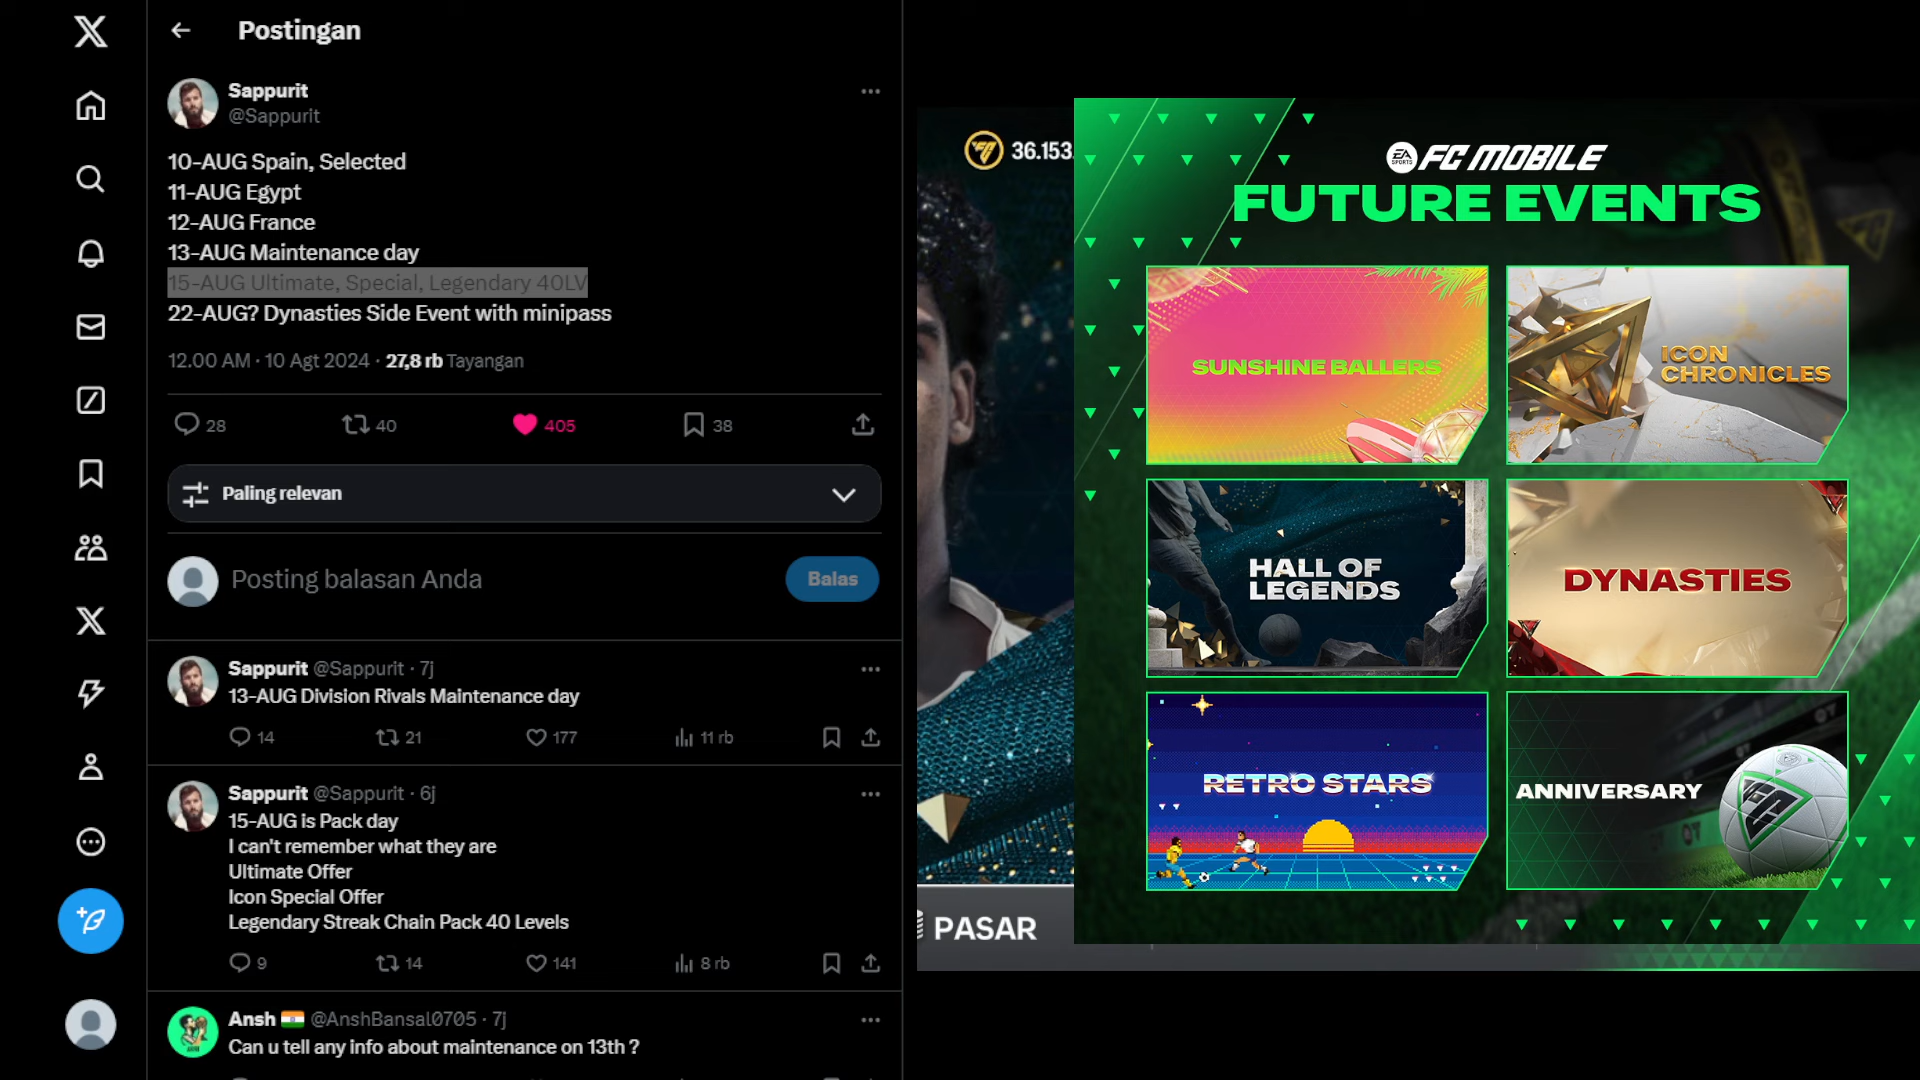 Postingan
Sappurit
@Sappurit
10-AUG Spain, Selected
11-AUG Egypt
12-AUG France
13-AUG Maintenance day
15-AUG Ultimate, Special, Legendary 40LV
22-AUG? Dynasties Side Event with minipass
12.00 AM · 10 Agt 2024 · 27,8 rb Tayangan
28 40 405 38
Paling relevan
Posting balasan Anda
Balas
Sappurit @Sappurit · 7j
13-AUG Division Rivals Maintenance day
14 21 177 11 rb
Sappurit @Sappurit · 6j
15-AUG is Pack day
I can't remember what they are
Ultimate Offer
Icon Special Offer
Legendary Streak Chain Pack 40 Levels
9 14 141 8 rb
Ansh @AnshBansal0705 · 7j
Can u tell any info about maintenance on 13th ?
36.153.
PASAR
EA SPORTS FC MOBILE
FUTURE EVENTS
SUNSHINE BALLERS
ICON
CHRONICLES
HALL OF
LEGENDS
DYNASTIES
RETRO STARS
ANNIVERSARY